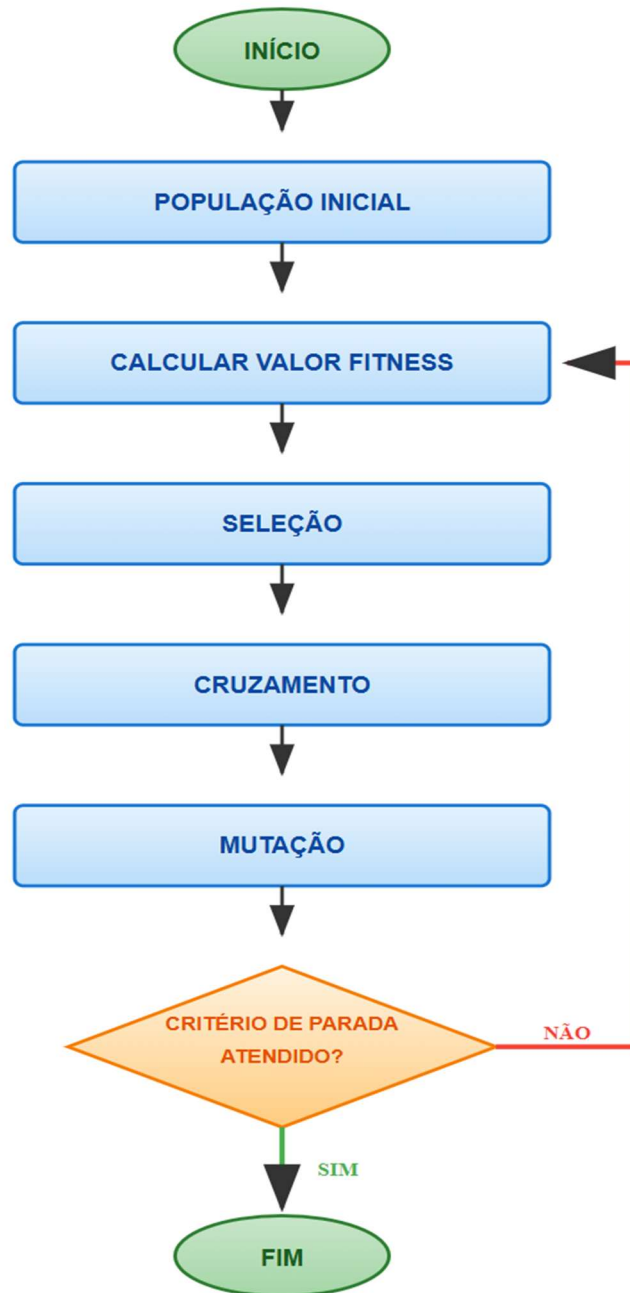 INÍCIO
POPULAÇÃO INICIAL
CALCULAR VALOR FITNESS
SELEÇÃO
CRUZAMENTO
MUTAÇÃO
CRITÉRIO DE PARADA
ATENDIDO?
NÃO
SIM
FIM